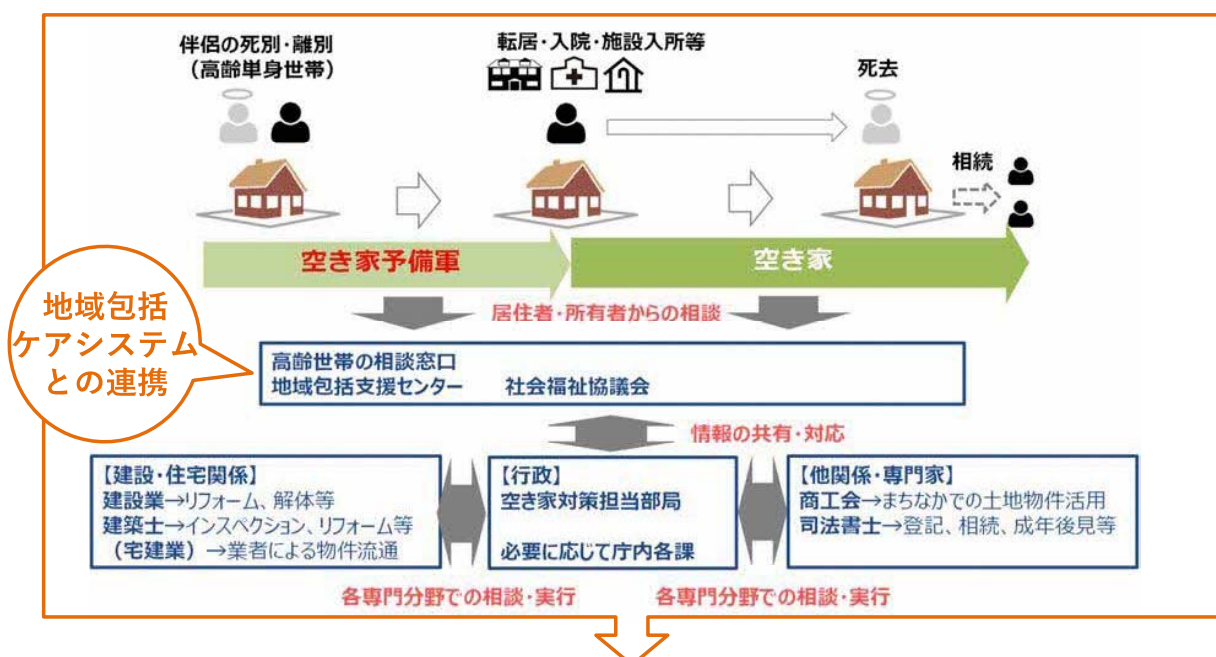 伴侶の死別・離別
(高齢単身世帯)
転居・入院・施設入所等
死去
相続
空き家予備軍
空き家
地域包括
ケアシステム
との連携
居住者・所有者からの相談
高齢世帯の相談窓口
地域包括支援センター 社会福祉協議会
情報の共有・対応
【建設・住宅関係】
建設業→リフォーム、解体等
建築士→インスペクション、リフォーム等
(宅建業)→業者による物件流通
【行政】
空き家対策担当部局
必要に応じて庁内各課
【他関係・専門家】
商工会→まちなかでの土地物件活用
司法書士→登記、相続、成年後見等
各専門分野での相談・実行
各専門分野での相談・実行